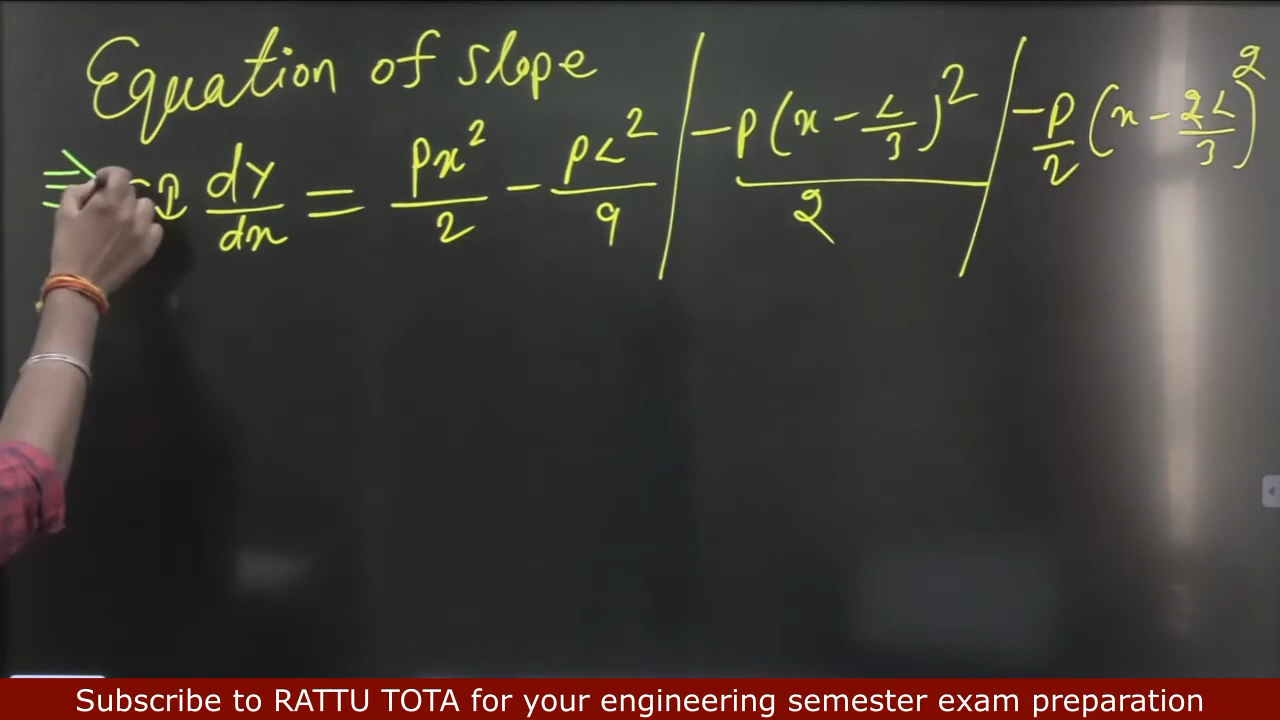 Equation of slope
EI dy/dx = Px²/2 - PL²/9 | -P(x - L/3)²/2 | -P/2 (x - 2L/3)²
Subscribe to RATTU TOTA for your engineering semester exam preparation